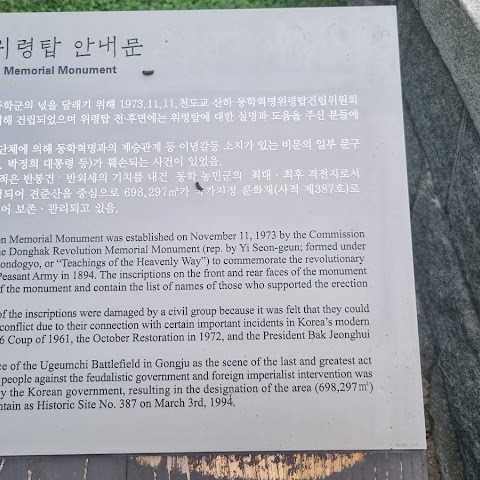 위령탑 안내문
Memorial Monument
학군의 넋을 달래기 위해 1973.11.11.천도교 산하 동학혁명위령탑건립위원회
해 건립되었으며 위령탑 전·후면에는 위령탑에 대한 설명과 도움을 주신 분들에
단체에 의해 동학혁명과의 계승관계 등 이념갈등 소지가 있는 비문의 일부 문구
, 박정희 대통령 등)가 훼손되는 사건이 있었음.
적은 반봉건·반외세의 기치를 내건 동학 농민군의 최대·최후 격전지로서
되어 견준산을 중심으로 698,297㎡가 국가지정 문화재(사적 제387호)로
어 보존·관리되고 있음.
on Memorial Monument was established on November 11, 1973 by the Commission
e Donghak Revolution Memorial Monument (rep. by Yi Seon-geun; formed under
ondogyo, or “Teachings of the Heavenly Way”) to commemorate the revolutionary
Peasant Army in 1894. The inscriptions on the front and rear faces of the monument
of the monument and contain the list of names of those who supported the erection
of the inscriptions were damaged by a civil group because it was felt that they could
conflict due to their connection with certain important incidents in Korea's modern
6 Coup of 1961, the October Restoration in 1972, and the President Bak Jeonghui
ce of the Ugeumchi Battlefield in Gongju as the scene of the last and greatest act
people against the feudalistic government and foreign imperialist intervention was
y the Korean government, resulting in the designation of the area (698,297㎡)
ntain as Historic Site No. 387 on March 3rd, 1994.